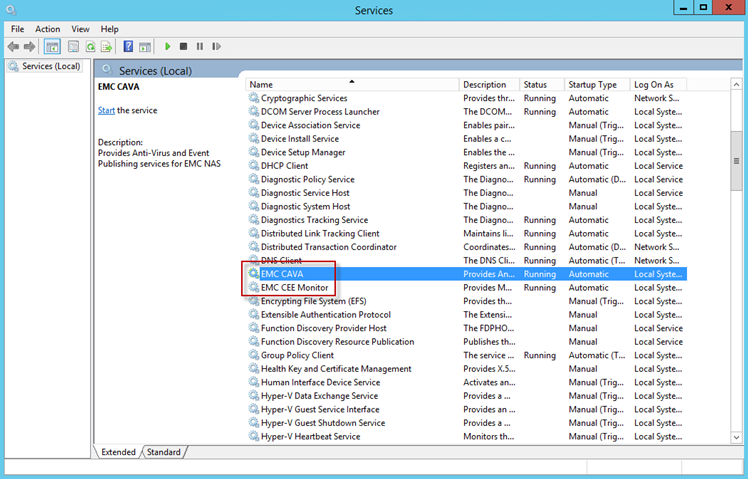 Services
File Action View Help
Services (Local)
Services (Local)
EMC CAVA
Start the service
Description:
Provides Anti-Virus and Event
Publishing services for EMC NAS
Name Description Status Startup Type Log On As
Cryptographic Services Provides thr... Running Automatic Network S...
DCOM Server Process Launcher The DCOM... Running Automatic Local Syste...
Device Association Service Enables pair... Manual (Trig... Local Syste...
Device Install Service Enables a c... Manual (Trig... Local Syste...
Device Setup Manager Enables the ... Manual (Trig... Local Syste...
DHCP Client Registers an... Running Automatic Local Service
Diagnostic Policy Service The Diagno... Running Automatic (D... Local Service
Diagnostic Service Host The Diagno... Manual Local Service
Diagnostic System Host The Diagno... Manual Local Syste...
Diagnostics Tracking Service The Diagno... Running Automatic Local Syste...
Distributed Link Tracking Client Maintains li... Running Automatic Local Syste...
Distributed Transaction Coordinator Coordinates... Running Automatic (D... Network S...
DNS Client The DNS Cli... Running Automatic (T... Network S...
EMC CAVA Provides An... Running Automatic Local Syste...
EMC CEE Monitor Provides M... Running Automatic Local Syste...
Encrypting File System (EFS) Provides th... Manual (Trig... Local Syste...
Extensible Authentication Protocol The Extensi... Manual Local Syste...
Function Discovery Provider Host The FDPHO... Manual Local Service
Function Discovery Resource Publication Publishes th... Manual Local Service
Group Policy Client The service ... Running Automatic (T... Local Syste...
Health Key and Certificate Management Provides X.5... Manual Local Syste...
Human Interface Device Service Activates an... Manual (Trig... Local Syste...
Hyper-V Data Exchange Service Provides a ... Manual (Trig... Local Syste...
Hyper-V Guest Service Interface Provides an ... Manual (Trig... Local Syste...
Hyper-V Guest Shutdown Service Provides a ... Manual (Trig... Local Syste...
Hyper-V Heartbeat Service Monitors th... Manual (Trig... Local Syste...
Extended Standard